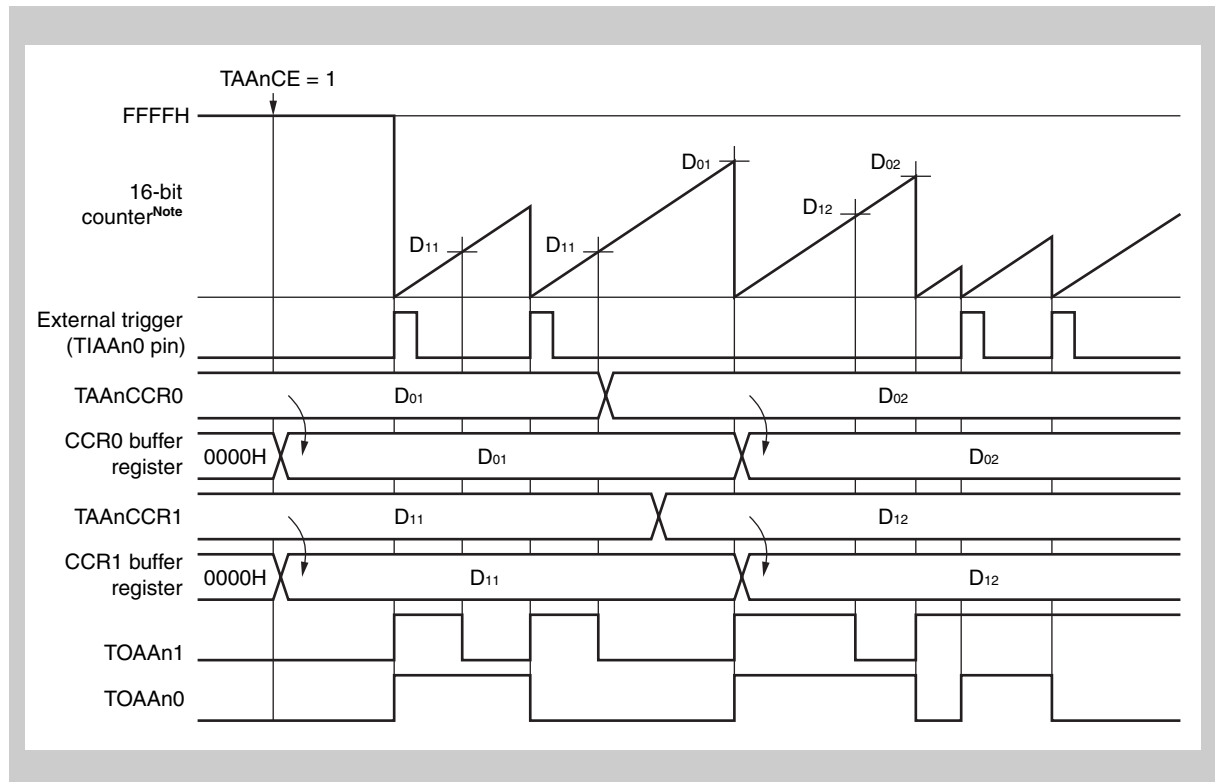 TAAnCE = 1
FFFFH
16-bit
counterNote
D01
D02
D12
D11
D11
External trigger
(TIAAn0 pin)
TAAnCCR0
D01
D02
CCR0 buffer
register
0000H
D01
D02
TAAnCCR1
D11
D12
CCR1 buffer
register
0000H
D11
D12
TOAAn1
TOAAn0